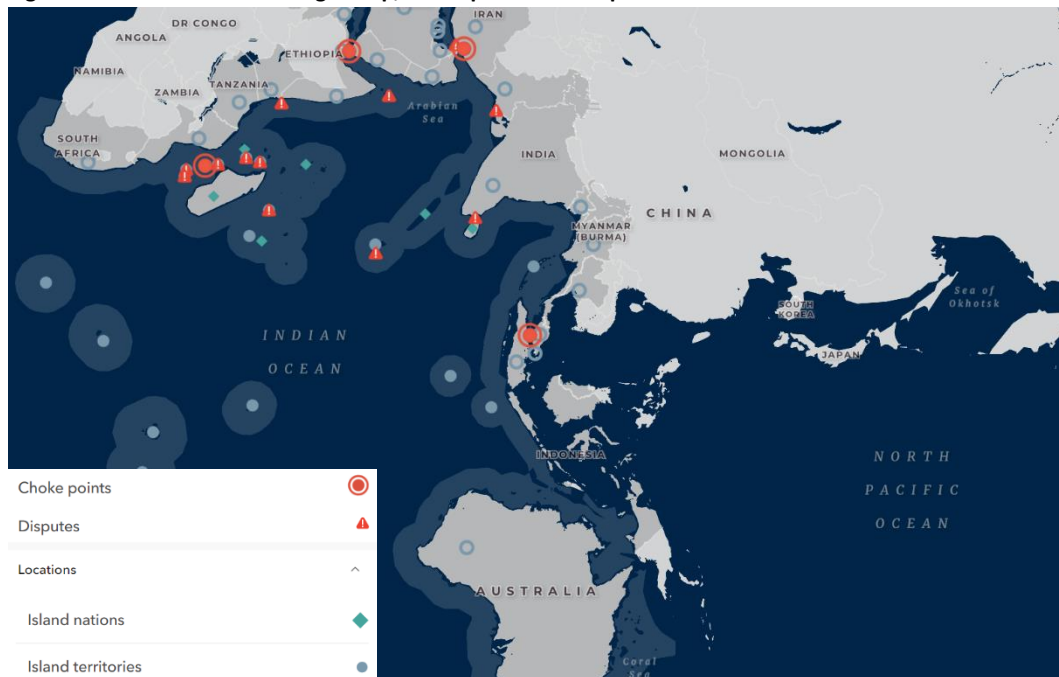 DR CONGO
ANGOLA
IRAN
ETHIOPIA
NAMIBIA
TANZANIA
ZAMBIA
Arabian
Sea
SOUTH
AFRICA
INDIA
MONGOLIA
CHINA
MYANMAR
(BURMA)
Sea of
Okhotsk
SOUTH
KOREA
JAPAN
INDIAN
OCEAN
INDONESIA
NORTH
PACIFIC
OCEAN
AUSTRALIA
Coral
Sea
Choke points
Disputes
Locations
Island nations
Island territories